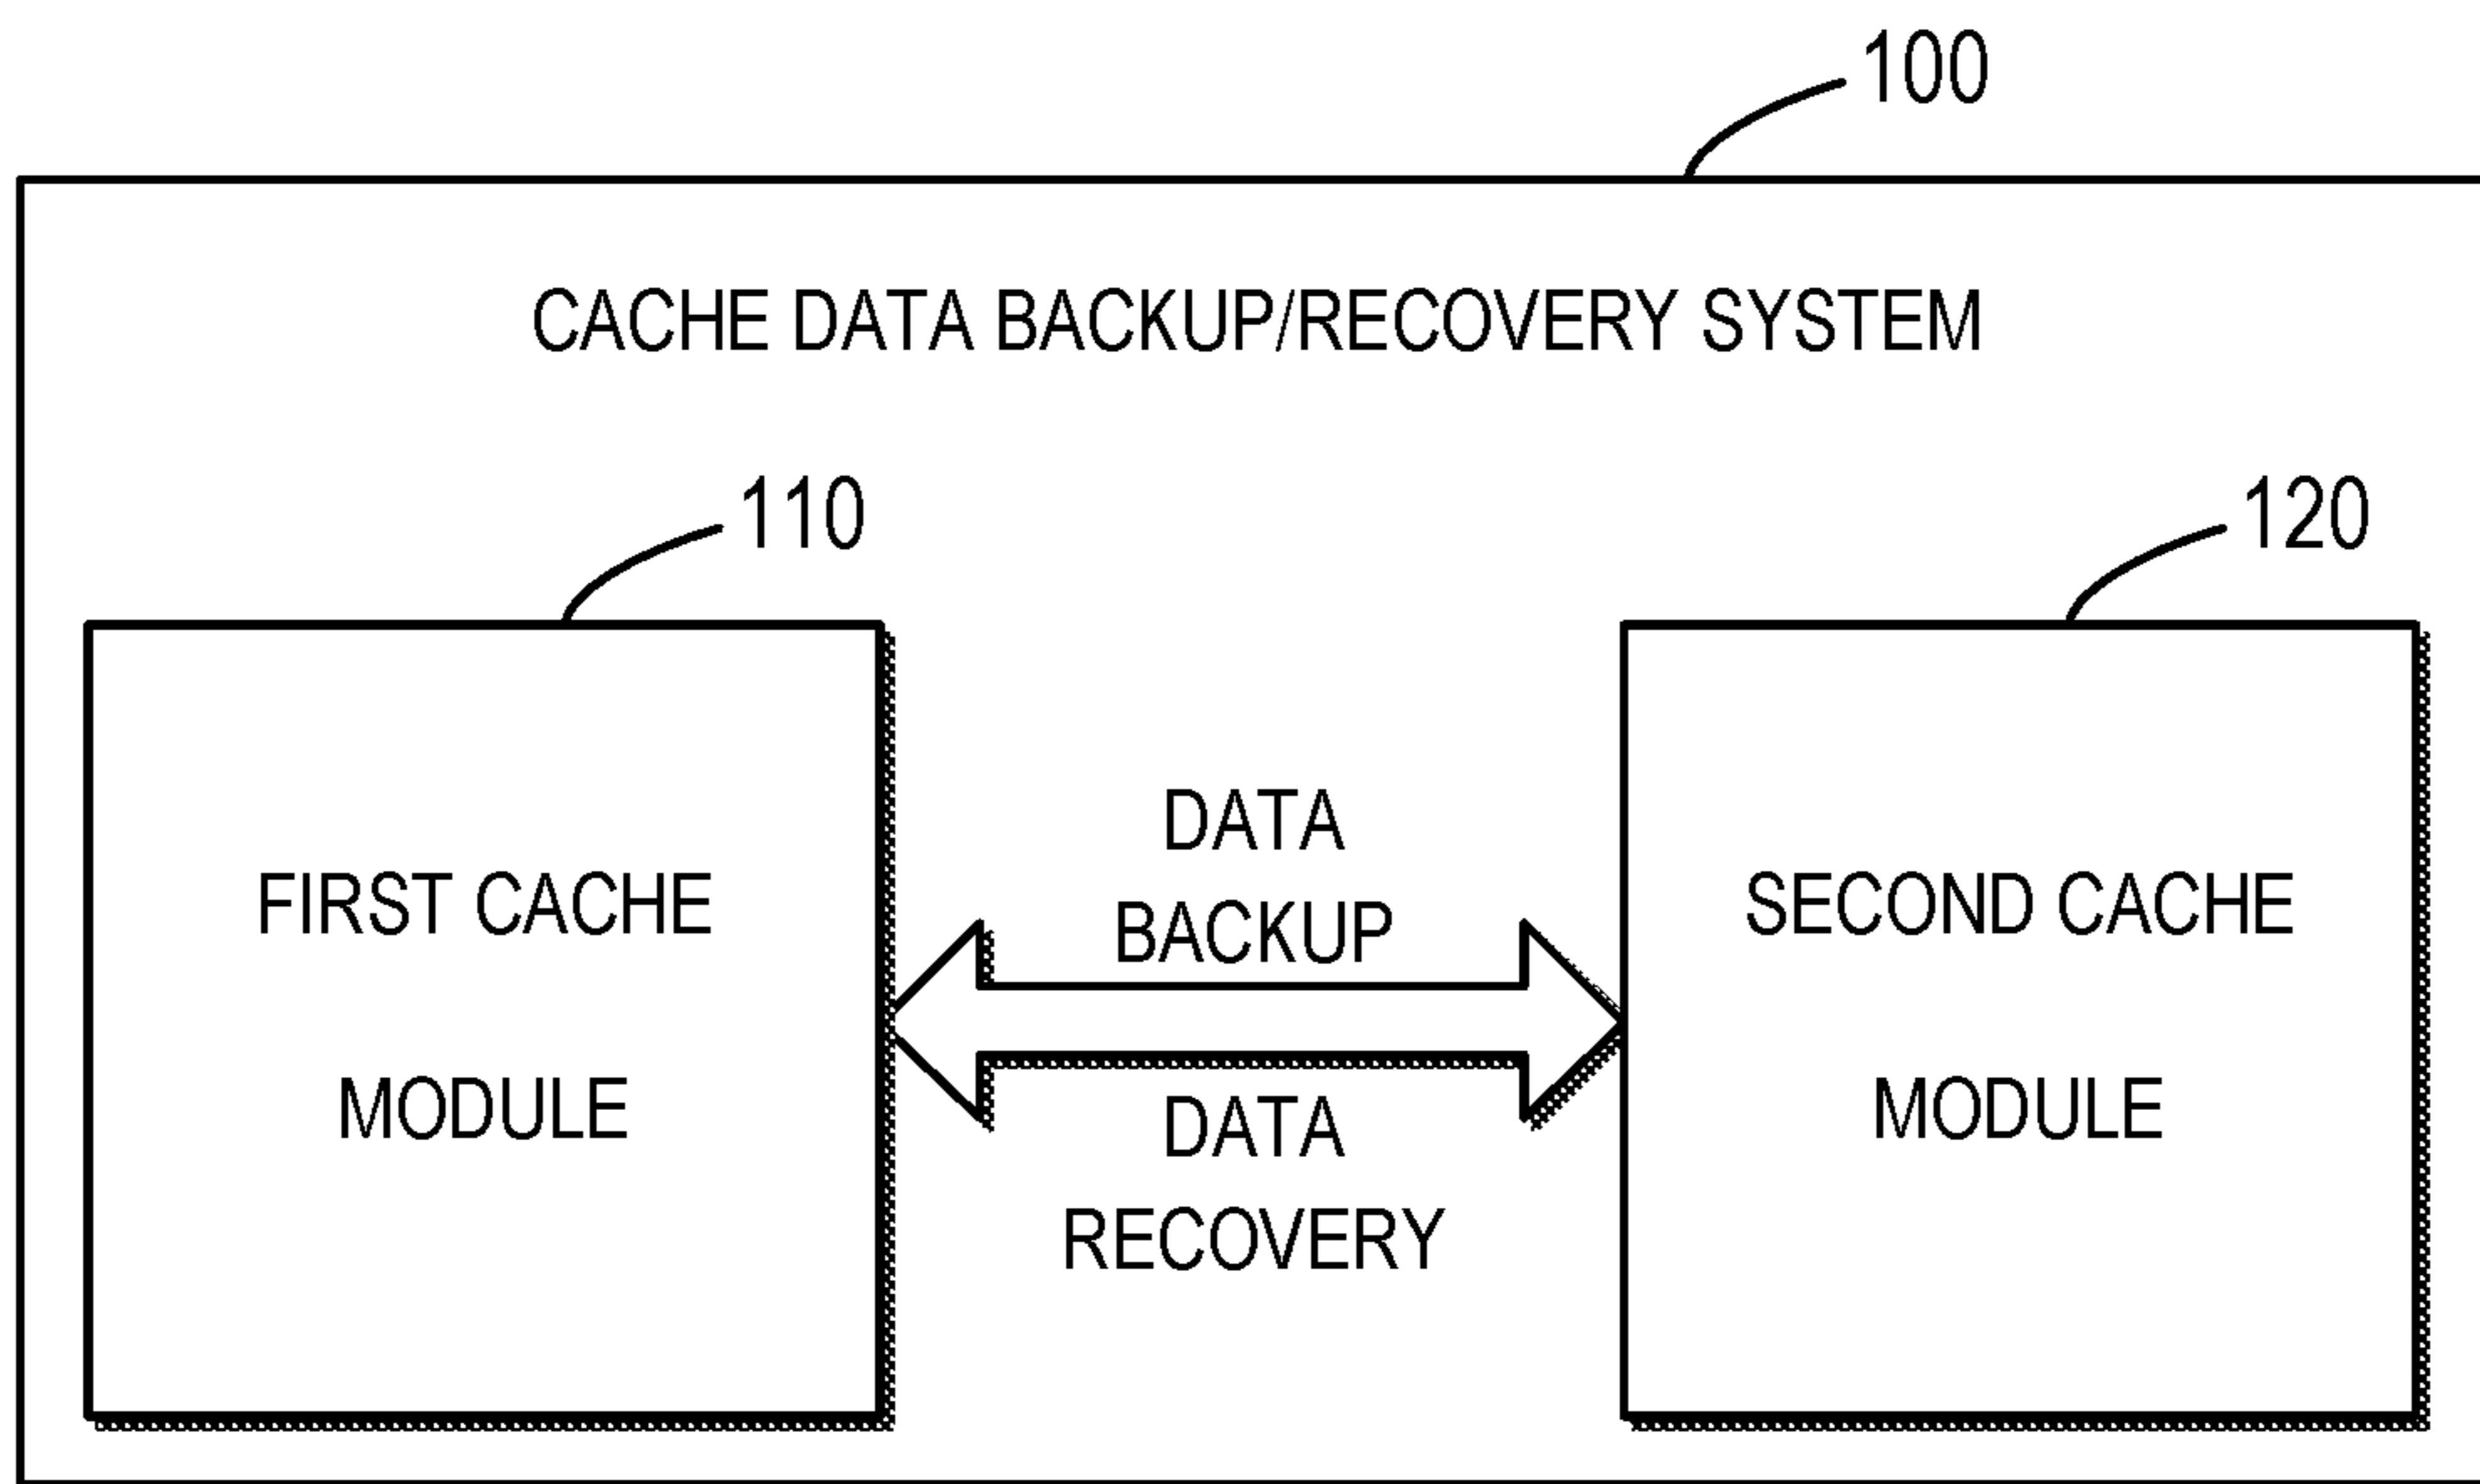 100
CACHE DATA BACKUP/RECOVERY SYSTEM
110
120
FIRST CACHE
MODULE
DATA
BACKUP
DATA
RECOVERY
SECOND CACHE
MODULE